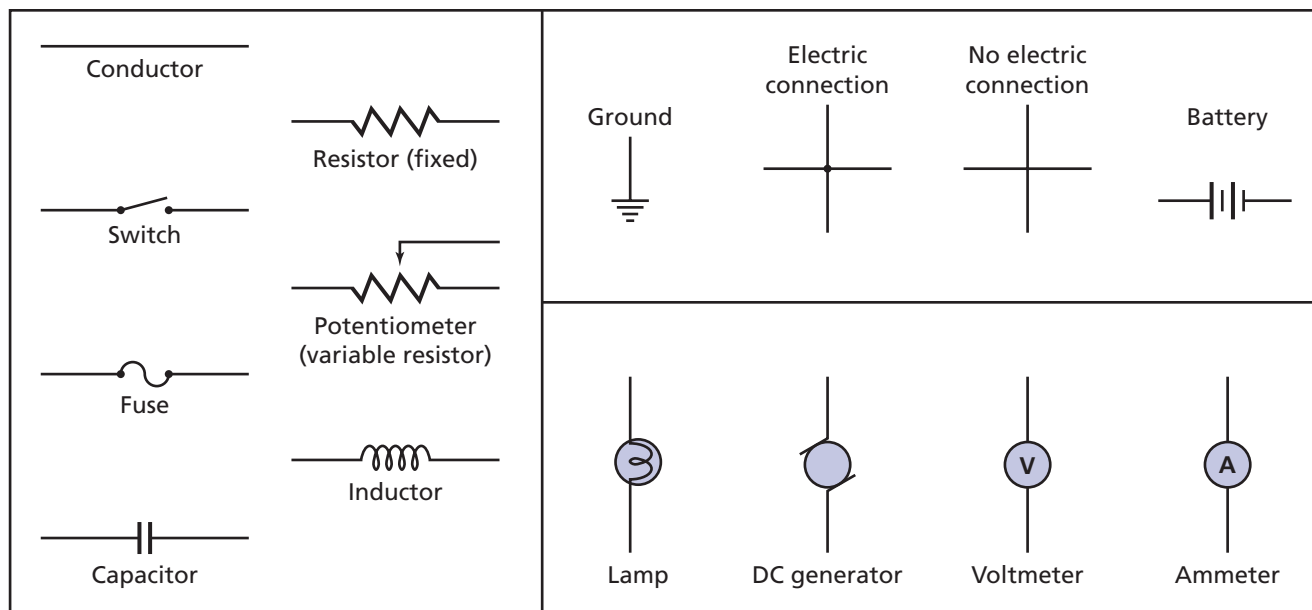 Conductor
Resistor (fixed)
Switch
Potentiometer
(variable resistor)
Fuse
Inductor
Capacitor
Ground
Electric
connection
No electric
connection
Battery
Lamp
DC generator
V
Voltmeter
A
Ammeter